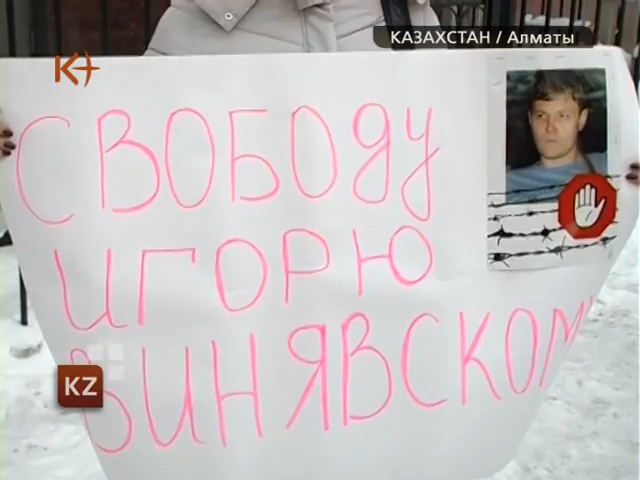 К+
КАЗАХСТАН / Алматы
СВОБОДУ
ИГОРЮ
ВИНЯВСКОМ
KZ